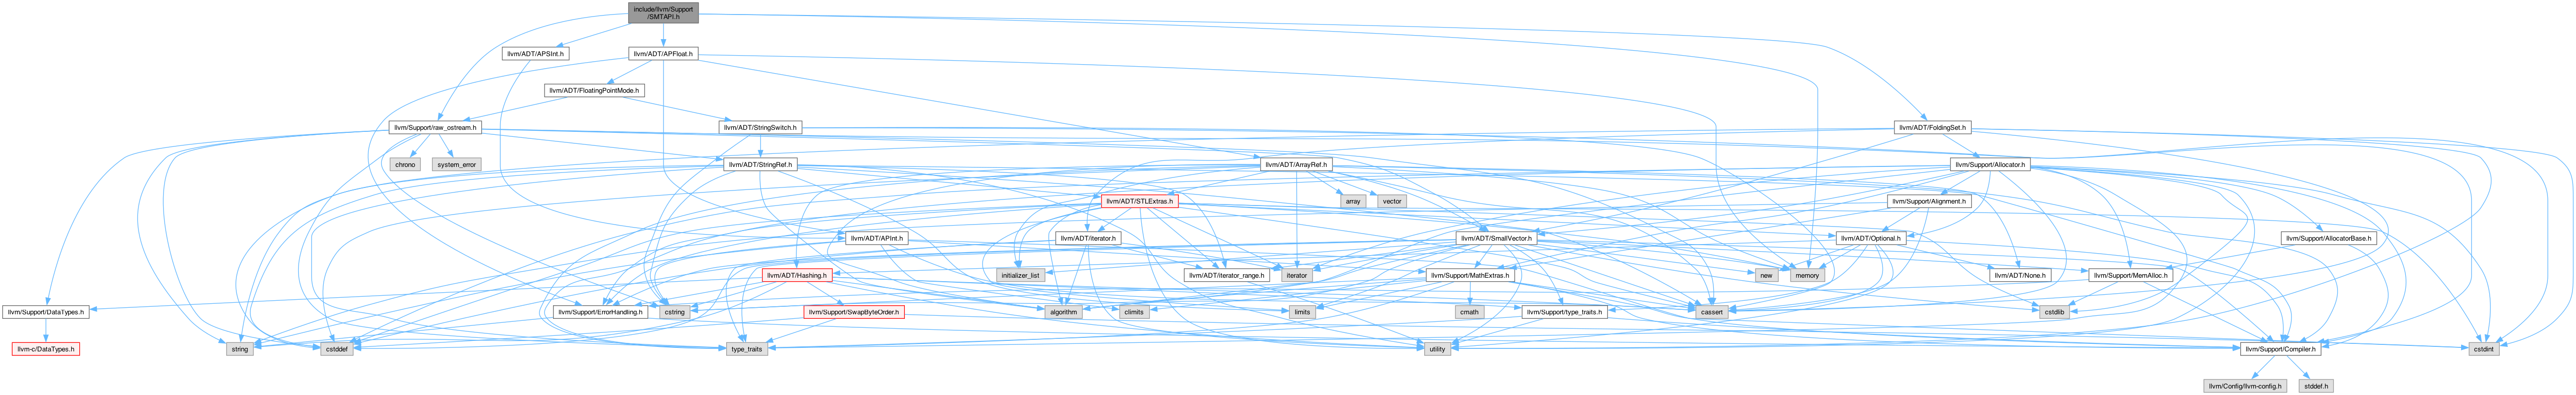 include/llvm/Support
/SMTAPI.h
llvm/ADT/APSInt.h
llvm/ADT/APFloat.h
llvm/ADT/FloatingPointMode.h
llvm/Support/raw_ostream.h
llvm/ADT/StringSwitch.h
llvm/ADT/FoldingSet.h
chrono
system_error
llvm/ADT/StringRef.h
llvm/ADT/ArrayRef.h
llvm/Support/Allocator.h
llvm/ADT/STLExtras.h
array
vector
llvm/Support/Alignment.h
llvm/ADT/APInt.h
llvm/ADT/iterator.h
llvm/ADT/SmallVector.h
llvm/ADT/Optional.h
llvm/Support/AllocatorBase.h
llvm/ADT/Hashing.h
initializer_list
llvm/ADT/iterator_range.h
iterator
llvm/Support/MathExtras.h
new
memory
llvm/ADT/None.h
llvm/Support/MemAlloc.h
llvm/Support/DataTypes.h
llvm/Support/ErrorHandling.h
cstring
llvm/Support/SwapByteOrder.h
algorithm
climits
limits
cmath
llvm/Support/type_traits.h
cassert
cstdlib
llvm-c/DataTypes.h
string
cstddef
type_traits
utility
llvm/Support/Compiler.h
cstdint
llvm/Config/llvm-config.h
stddef.h